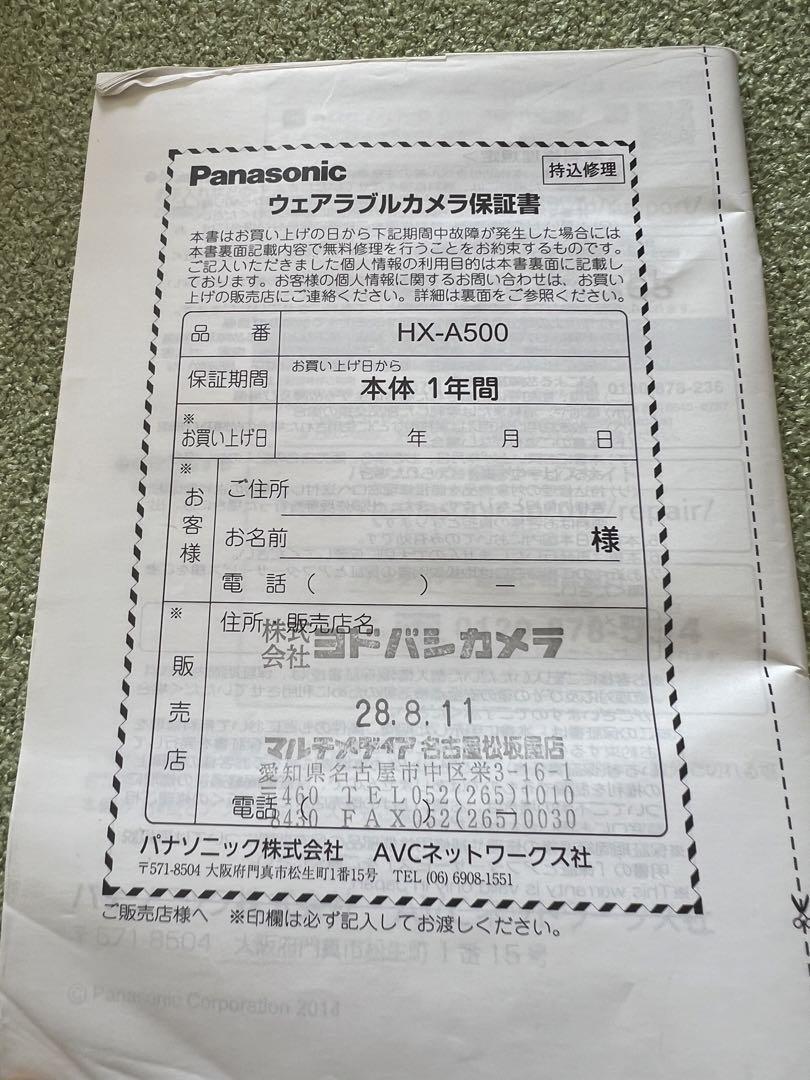 Panasonic
持込修理
ウェアラブルカメラ保証書
本書はお買い上げの日から下記期間中故障が発生した場合には
本書裏面記載内容で無料修理を行うことをお約束するものです。
ご記入いただきました個人情報の利用目的は本書裏面に記載し
ております。お客様の個人情報に関するお問い合わせは、お買い
上げの販売店にご連絡ください。詳細は裏面をご参照ください。
品 番 HX-A500
保証期間 お買い上げ日から
本体 1年間
※お買い上げ日 年 月 日
※お客様
ご住所
お名前 様
電 話 ( ) ―
※販売店
住所・販売店名
株式会社 ヨドバシカメラ
28.8.11
マルチメディア名古屋松坂屋店
愛知県名古屋市中区栄3-16-1
〒460 TEL052(265)1010
8430 FAX052(265)0030
電話 ( ) ―
パナソニック株式会社 AVCネットワークス社
〒571-8504 大阪府門真市松生町1番15号 TEL (06) 6908-1551
ご販売店様へ ※印欄は必ず記入してお渡しください。
〒571-8504 大阪府門真市松生町1番15号
© Panasonic Corporation 2014